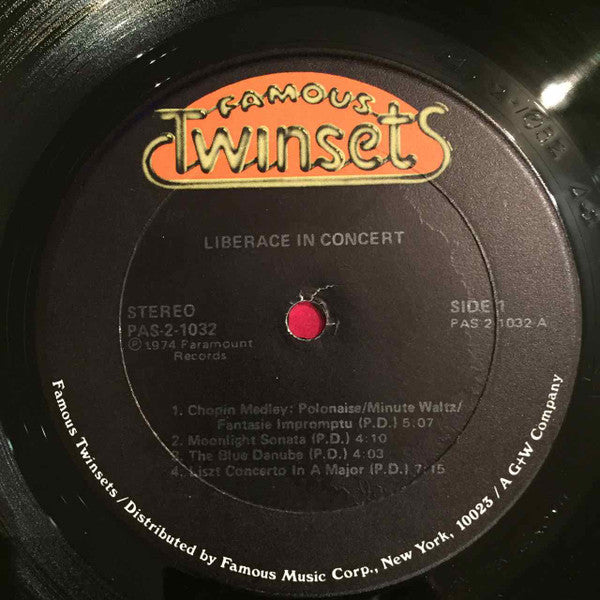 FAMOUS
Twinsets
LIBERACE IN CONCERT
STEREO
PAS-2-1032
Ⓟ 1974 Paramount
Records
SIDE 1
PAS 2 1032-A
1. Chopin Medley: Polonaise/Minute Waltz/
Fantasie Impromptu (P.D.) 5:07
2. Moonlight Sonata (P.D.) 4:10
3. The Blue Danube (P.D.) 4:03
4. Liszt Concerto In A Major (P.D.) 7:15
Famous Twinsets / Distributed by Famous Music Corp., New York, 10023 / A G+W Company